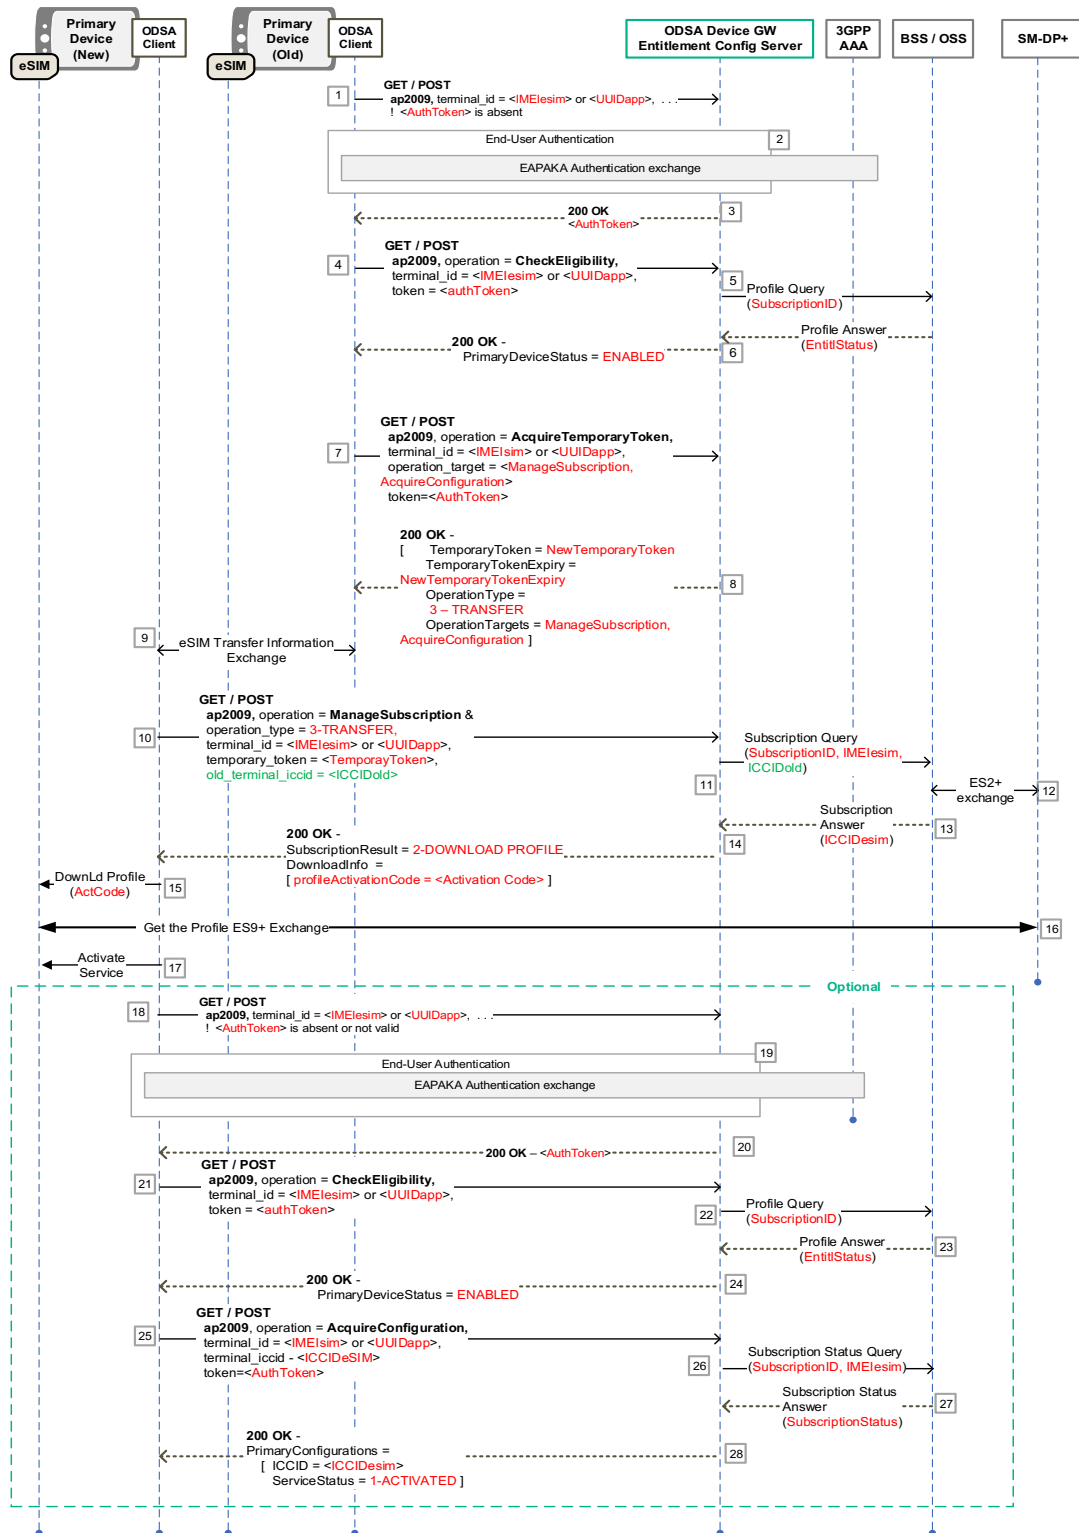 Primary
Device
(New)
eSIM
ODSA
Client
Primary
Device
(Old)
eSIM
ODSA
Client
ODSA Device GW
Entitlement Config Server
3GPP
AAA
BSS / OSS
SM-DP+
1
GET / POST
ap2009, terminal_id = <IMEIesim> or <UUIDapp>, . . .
! <AuthToken> is absent
End-User Authentication
2
EAPAKA Authentication exchange
200 OK
<AuthToken>
3
4
GET / POST
ap2009, operation = CheckEligibility,
terminal_id = <IMEIesim> or <UUIDapp>,
token = <authToken>
5
Profile Query
(SubscriptionID)
Profile Answer
(EntitlStatus)
200 OK -
PrimaryDeviceStatus = ENABLED
6
7
GET / POST
ap2009, operation = AcquireTemporaryToken,
terminal_id = <IMEIsim> or <UUIDapp>,
operation_target = <ManageSubscription,
AcquireConfiguration>
token=<AuthToken>
200 OK -
[ TemporaryToken = NewTemporaryToken
TemporaryTokenExpiry =
NewTemporaryTokenExpiry
OperationType =
3 – TRANSFER
OperationTargets = ManageSubscription,
AcquireConfiguration ]
8
9
eSIM Transfer Information
Exchange
10
GET / POST
ap2009, operation = ManageSubscription &
operation_type = 3-TRANSFER,
terminal_id = <IMEIesim> or <UUIDapp>,
temporary_token = <TemporayToken>,
old_terminal_iccid = <ICCIDold>
Subscription Query
(SubscriptionID, IMEIesim,
ICCIDold)
11
ES2+
exchange
12
Subscription
Answer
(ICCIDesim)
13
200 OK -
SubscriptionResult = 2-DOWNLOAD PROFILE
DownloadInfo =
[ profileActivationCode = <Activation Code> ]
14
DownLd Profile
(ActCode)
15
Get the Profile ES9+ Exchange
16
Activate
Service
17
Optional
18
GET / POST
ap2009, terminal_id = <IMEIesim> or <UUIDapp>, . . .
! <AuthToken> is absent or not valid
End-User Authentication
19
EAPAKA Authentication exchange
200 OK – <AuthToken>
20
21
GET / POST
ap2009, operation = CheckEligibility,
terminal_id = <IMEIesim> or <UUIDapp>,
token = <authToken>
22
Profile Query
(SubscriptionID)
Profile Answer
(EntitlStatus)
23
200 OK -
PrimaryDeviceStatus = ENABLED
24
25
GET / POST
ap2009, operation = AcquireConfiguration,
terminal_id = <IMEIsim> or <UUIDapp>,
terminal_iccid - <ICCIDeSIM>
token=<AuthToken>
26
Subscription Status Query
(SubscriptionID, IMEIesim)
Subscription Status
Answer
(SubscriptionStatus)
27
200 OK -
PrimaryConfigurations =
[ ICCID = <ICCIDesim>
ServiceStatus = 1-ACTIVATED ]
28